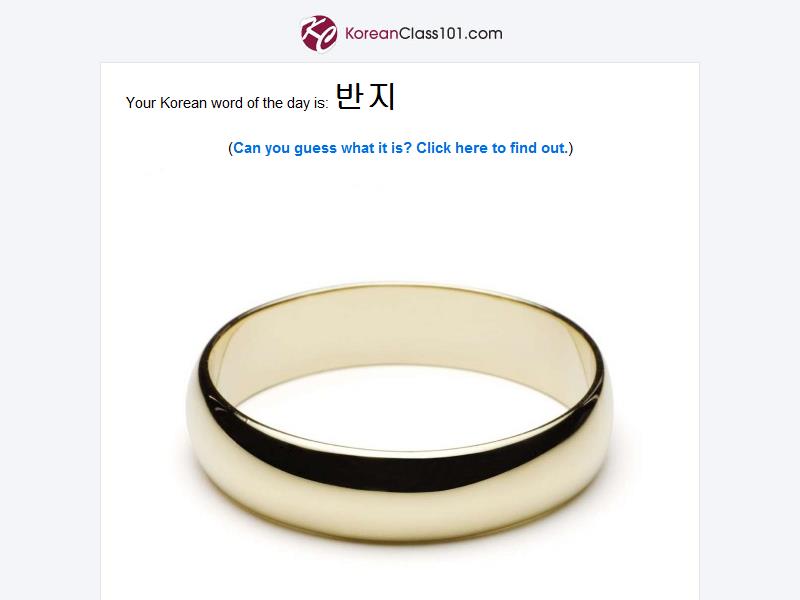 KoreanClass101.com
Your Korean word of the day is: 반지
(Can you guess what it is? Click here to find out.)